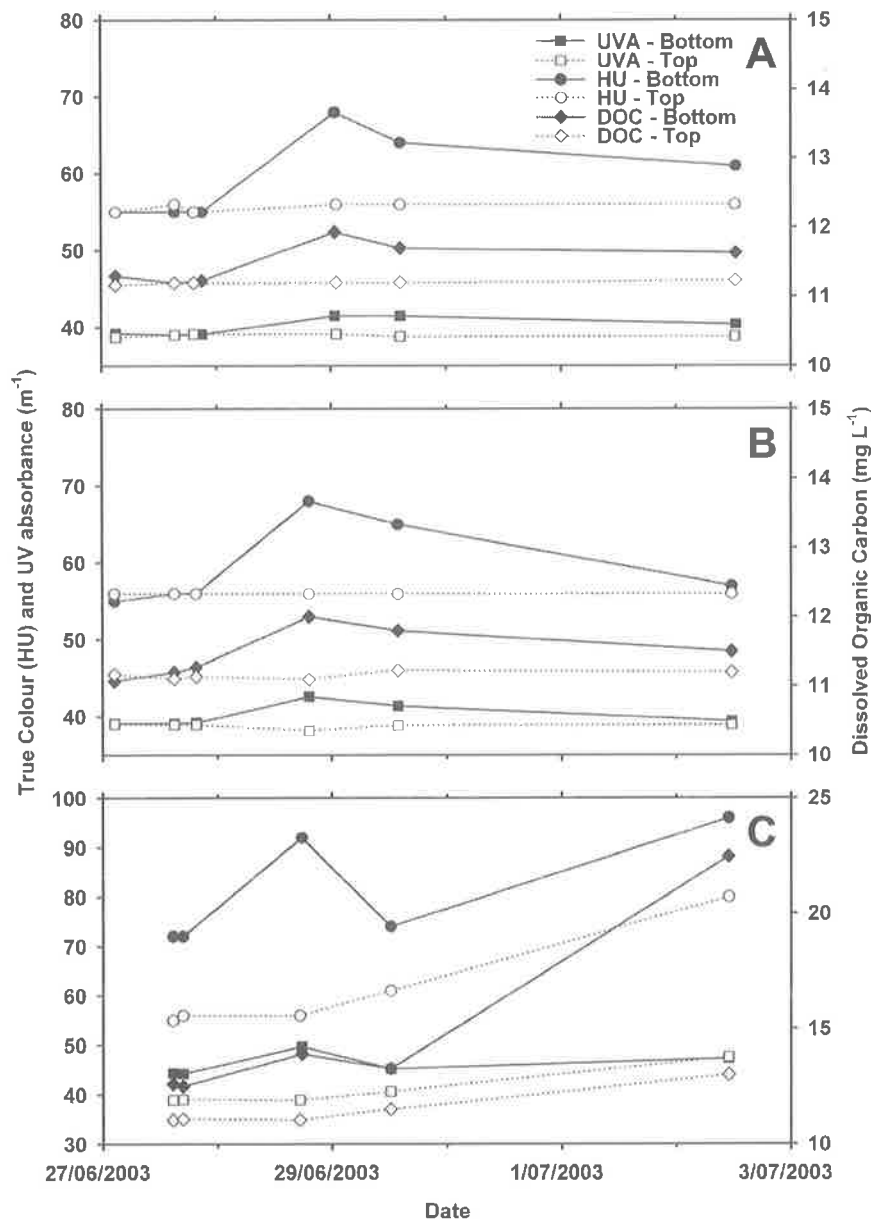 80
70
60
50
40
15
14
13
12
11
10
UVA - Bottom
UVA - Top
HU - Bottom
HU - Top
DOC - Bottom
DOC - Top
A
80
70
60
50
40
15
14
13
12
11
10
B
True Colour (HU) and UV absorbance (m⁻¹)
Dissolved Organic Carbon (mg L⁻¹)
100
90
80
70
60
50
40
30
25
20
15
10
C
27/06/2003 29/06/2003 1/07/2003 3/07/2003
Date